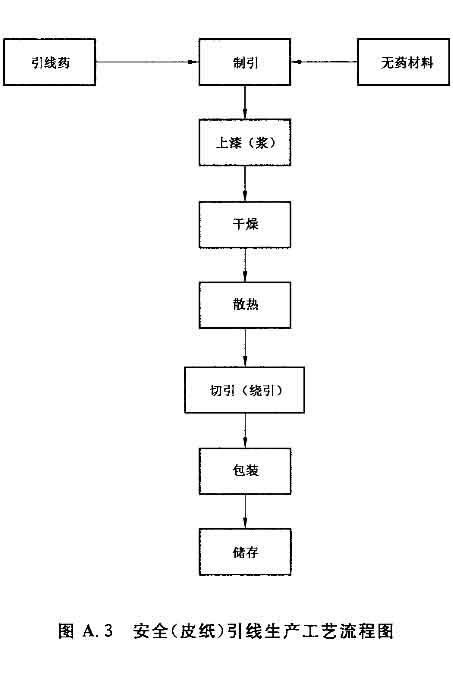 引线药
制引
无药材料
上漆(浆)
干燥
散热
切引(绕引)
包装
储存
图 A.3 安全(皮纸)引线生产工艺流程图